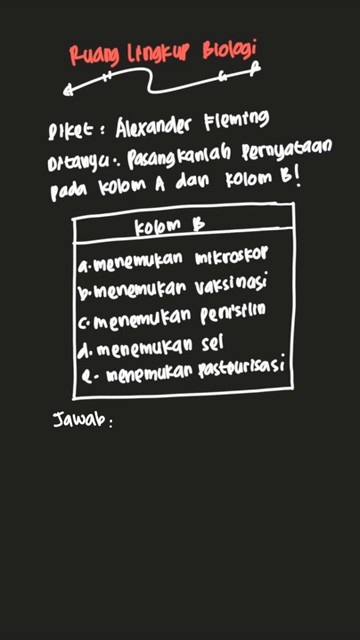 Ruang Lingkup Biologi
Diket : Alexander Fleming
Ditanya : Pasangkanlah Pernyataan
pada kolom A dan kolom B!
kolom B
a. menemukan mikroskop
b. menemukan vaksinasi
c. menemukan penisilin
d. menemukan sel
e. menemukan pastourisasi
Jawab :